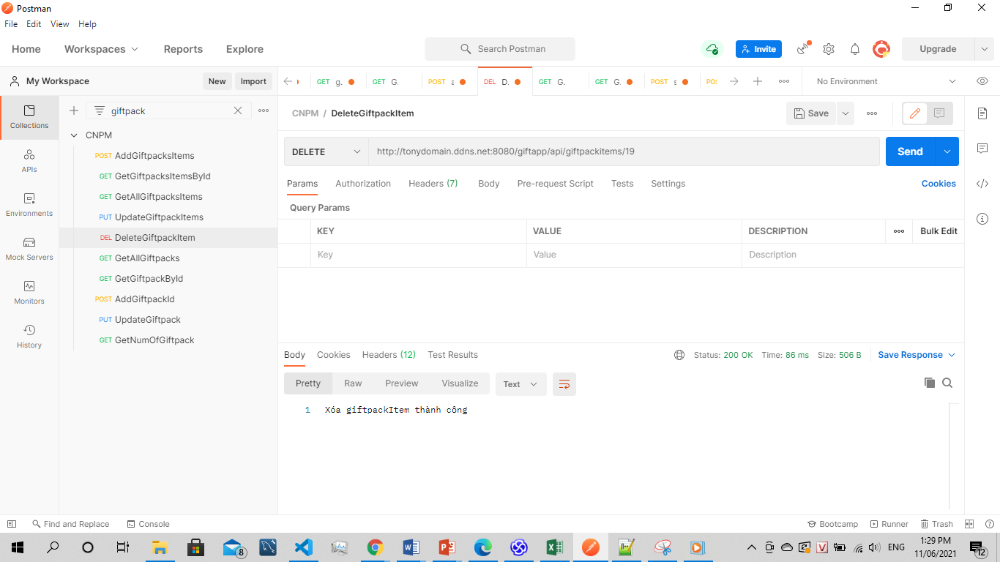 Postman
File Edit View Help
Home Workspaces Reports Explore
Search Postman
Invite
Upgrade
My Workspace
New Import
GET g. GET G. POST a DEL D. GET G. GET G. POST s POS
No Environment
Collections
APIs
Environments
Mock Servers
Monitors
History
giftpack
CNPM
POST AddGiftpacksItems
GET GetGiftpacksItemsById
GET GetAllGiftpacksItems
PUT UpdateGiftpackItems
DEL DeleteGiftpackItem
GET GetAllGiftpacks
GET GetGiftpackById
POST AddGiftpackId
PUT UpdateGiftpack
GET GetNumOfGiftpack
CNPM / DeleteGiftpackItem
Save
DELETE http://tonydomain.ddns.net:8080/giftapp/api/giftpackitems/19
Send
Params Authorization Headers (7) Body Pre-request Script Tests Settings
Cookies
Query Params
KEY VALUE DESCRIPTION Bulk Edit
Key Value Description
Body Cookies Headers (12) Test Results
Status: 200 OK Time: 86 ms Size: 506 B Save Response
Pretty Raw Preview Visualize Text
1 Xóa giftpackItem thành công
Find and Replace Console
Bootcamp Runner Trash
8
ENG
1:29 PM
11/06/2021
12